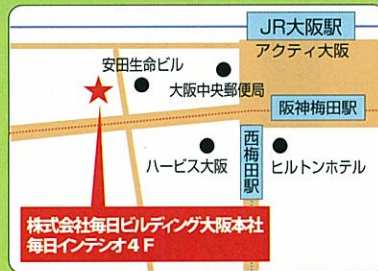 JR大阪駅
アクティ大阪
安田生命ビル
大阪中央郵便局
阪神梅田駅
西梅田駅
ハービス大阪
ヒルトンホテル
株式会社毎日ビルディング大阪本社
毎日インテシオ4F